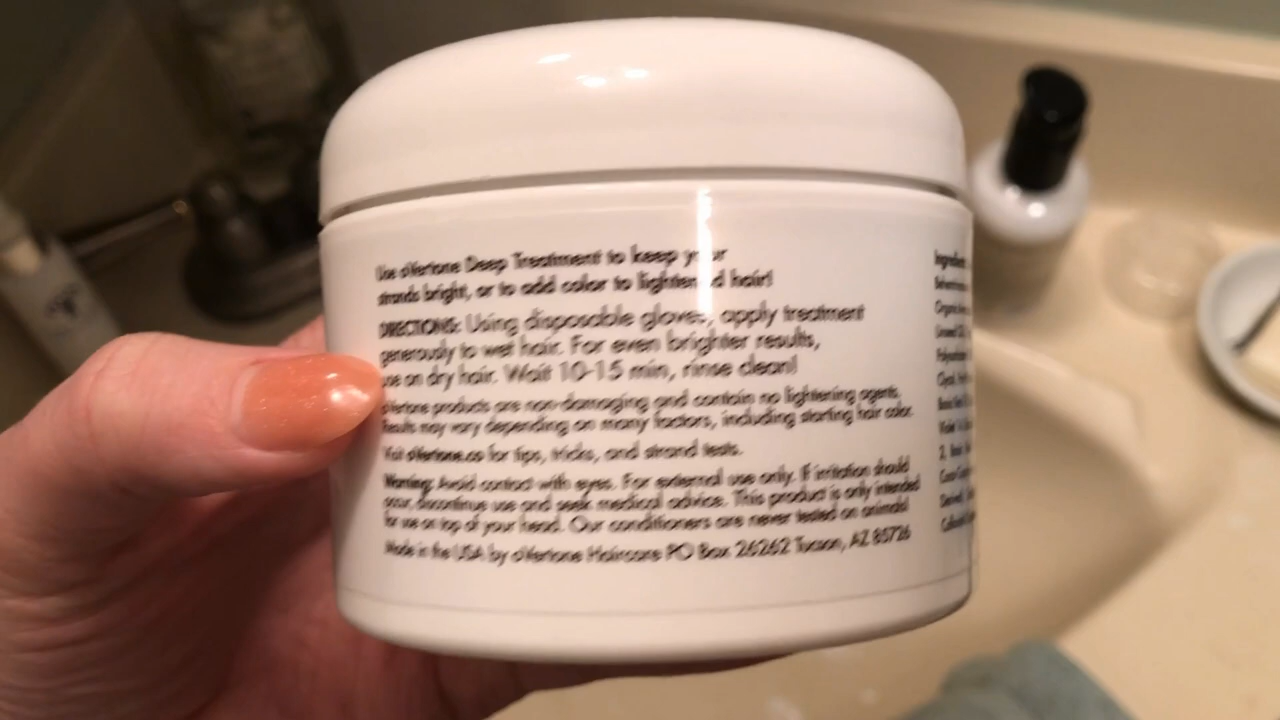 Use oVertone Deep Treatment to keep your
strands bright, or to add color to lightened hair!
DIRECTIONS: Using disposable gloves, apply treatment
generously to wet hair. For even brighter results,
use on dry hair. Wait 10-15 min, rinse clean!
oVertone products are non-damaging and contain no lightening agents.
Results may vary depending on many factors, including starting hair color.
Visit oVertone.co for tips, tricks, and strand tests.
Warning: Avoid contact with eyes. For external use only. If irritation should
occur, discontinue use and seek medical advice. This product is only intended
for use on top of your head. Our conditioners are never tested on animals!
Made in the USA by oVertone Haircare PO Box 26262 Tucson, AZ 85726
Ingredients
Organic
Linseed
Violet
2, Basic